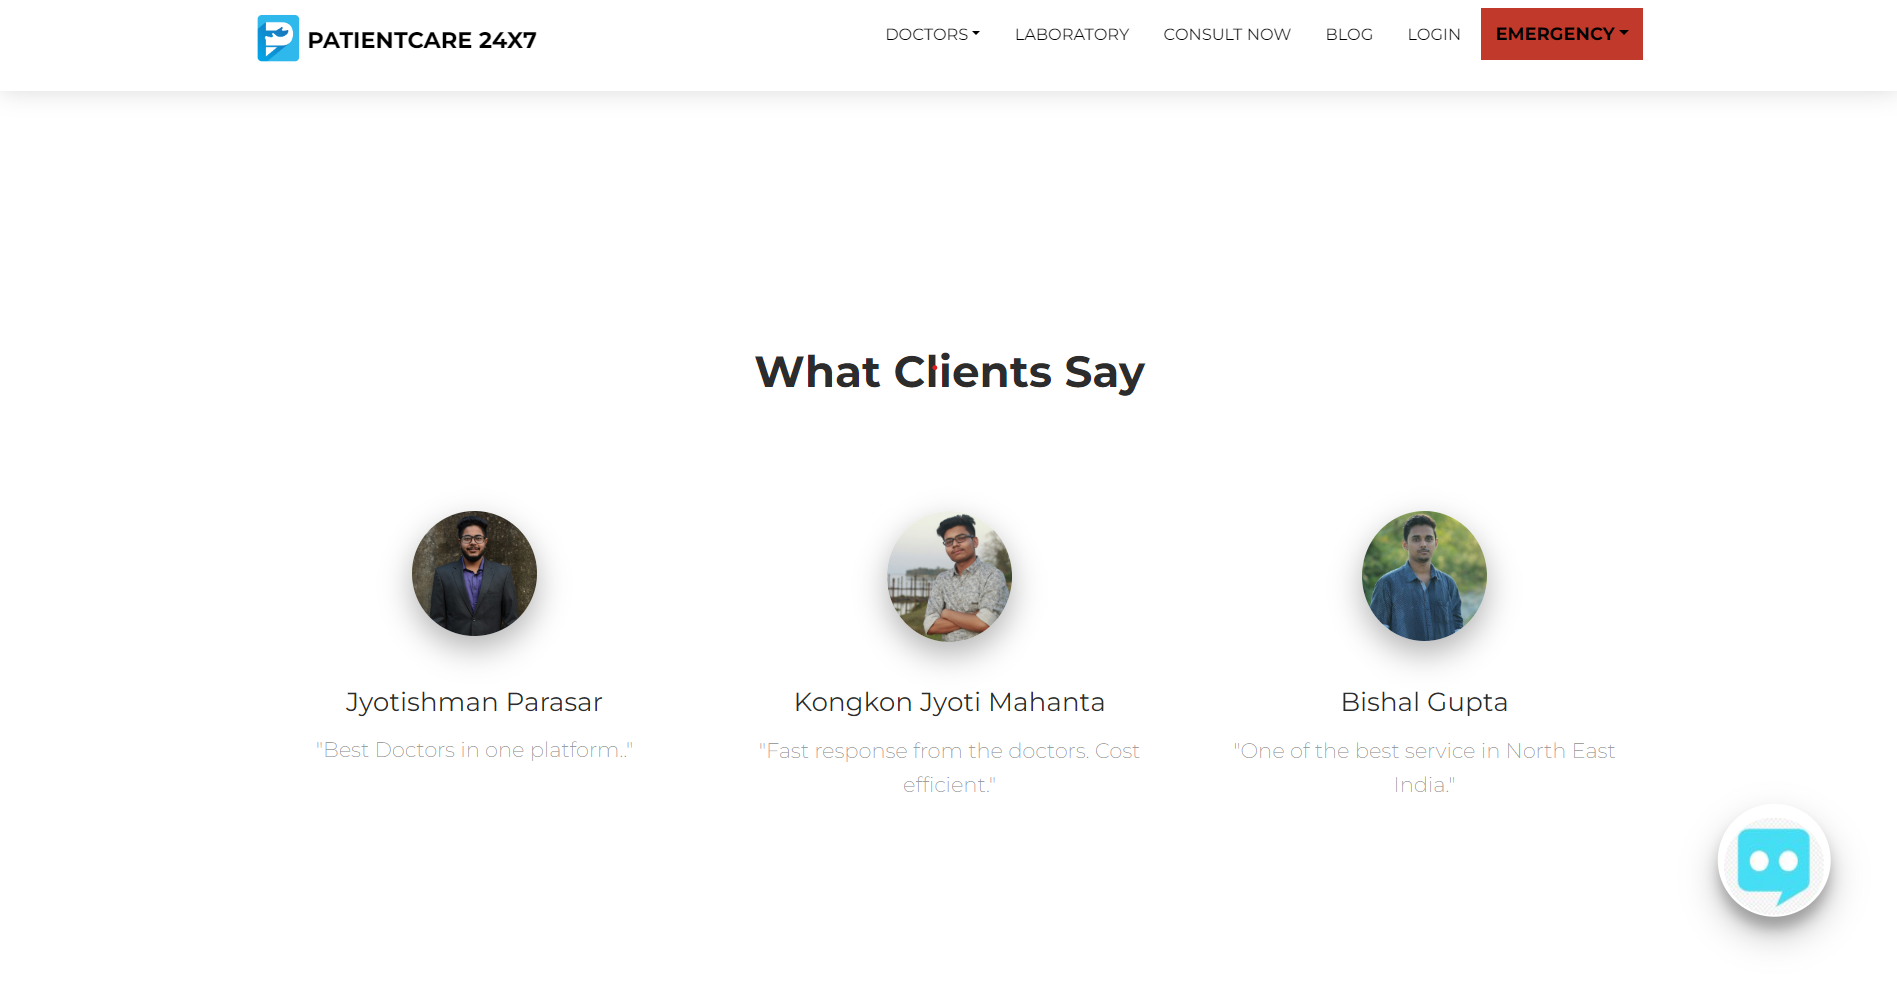 PATIENTCARE 24X7
DOCTORS
LABORATORY
CONSULT NOW
BLOG
LOGIN
EMERGENCY
What Clients Say
Jyotishman Parasar
"Best Doctors in one platform.."
Kongkon Jyoti Mahanta
"Fast response from the doctors. Cost
efficient."
Bishal Gupta
"One of the best service in North East
India."